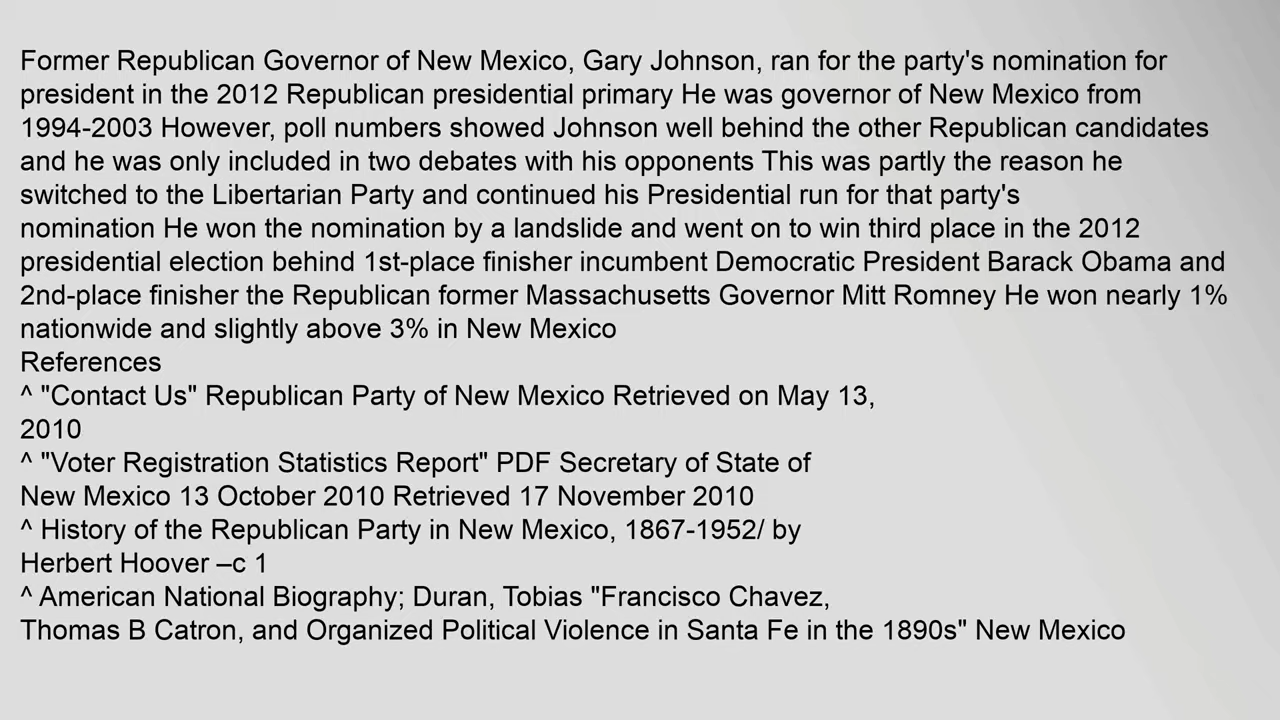 Former Republican Governor of New Mexico, Gary Johnson, ran for the party's nomination for
president in the 2012 Republican presidential primary He was governor of New Mexico from
1994-2003 However, poll numbers showed Johnson well behind the other Republican candidates
and he was only included in two debates with his opponents This was partly the reason he
switched to the Libertarian Party and continued his Presidential run for that party's
nomination He won the nomination by a landslide and went on to win third place in the 2012
presidential election behind 1st-place finisher incumbent Democratic President Barack Obama and
2nd-place finisher the Republican former Massachusetts Governor Mitt Romney He won nearly 1%
nationwide and slightly above 3% in New Mexico
References
^ "Contact Us" Republican Party of New Mexico Retrieved on May 13,
2010
^ "Voter Registration Statistics Report" PDF Secretary of State of
New Mexico 13 October 2010 Retrieved 17 November 2010
^ History of the Republican Party in New Mexico, 1867-1952/ by
Herbert Hoover –c 1
^ American National Biography; Duran, Tobias "Francisco Chavez,
Thomas B Catron, and Organized Political Violence in Santa Fe in the 1890s" New Mexico